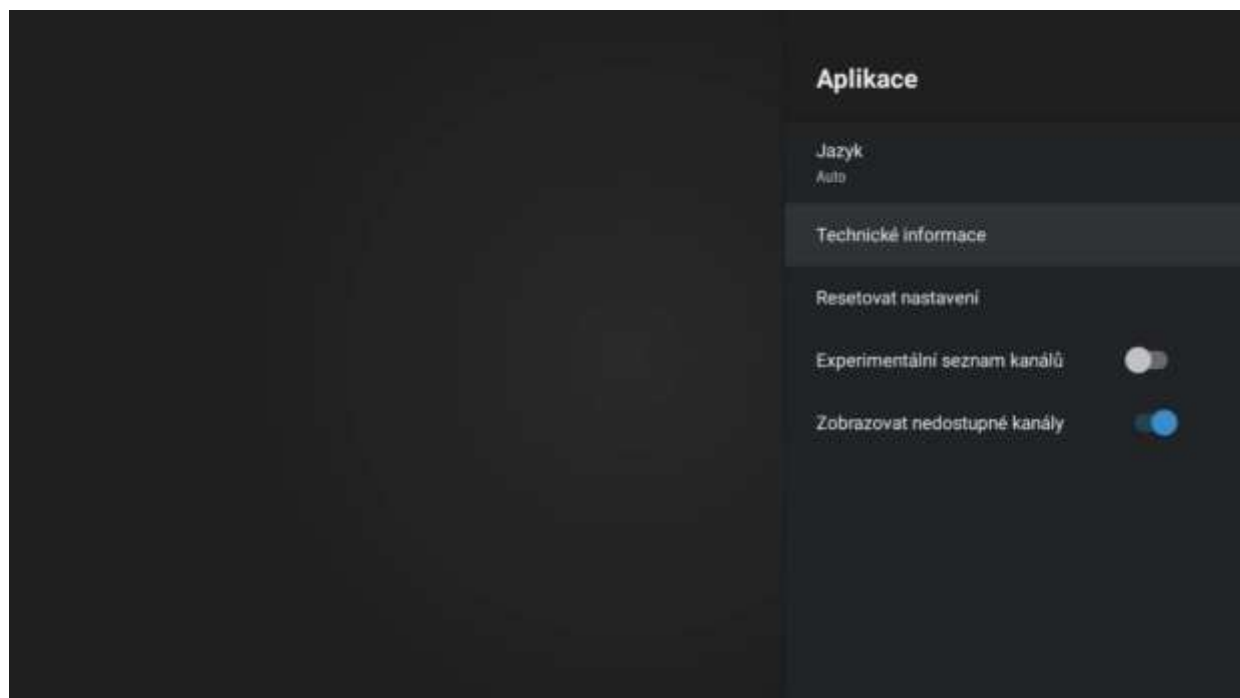 Aplikace
Jazyk
Auto
Technické informace
Resetovat nastavení
Experimentální seznam kanálů
Zobrazovat nedostupné kanály